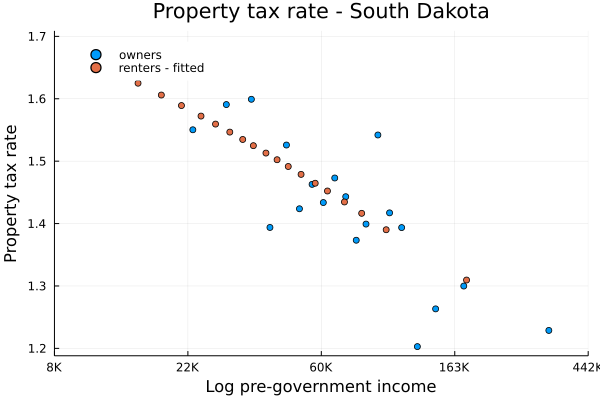 Property tax rate - South Dakota
1.7
owners
renters - fitted
1.6
1.5
1.4
1.3
1.2
Property tax rate
8K 22K 60K 163K 442K
Log pre-government income